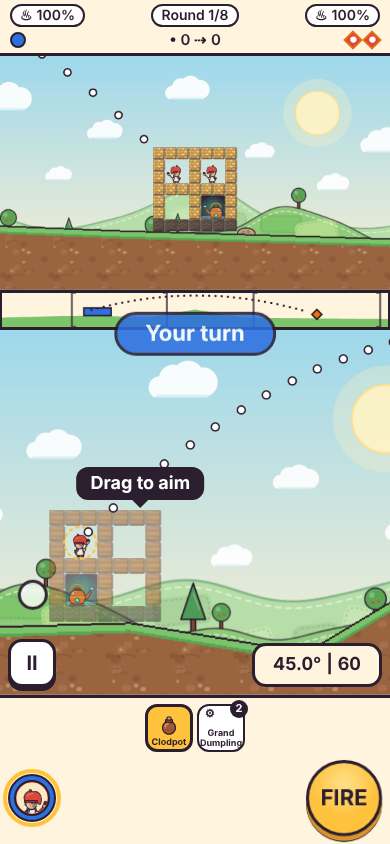 ♨ 100%
Round 1/8
♨ 100%
• 0 ⇢ 0
Your turn
Drag to aim
45.0° | 60
2
Clodpot
Grand
Dumpling
FIRE